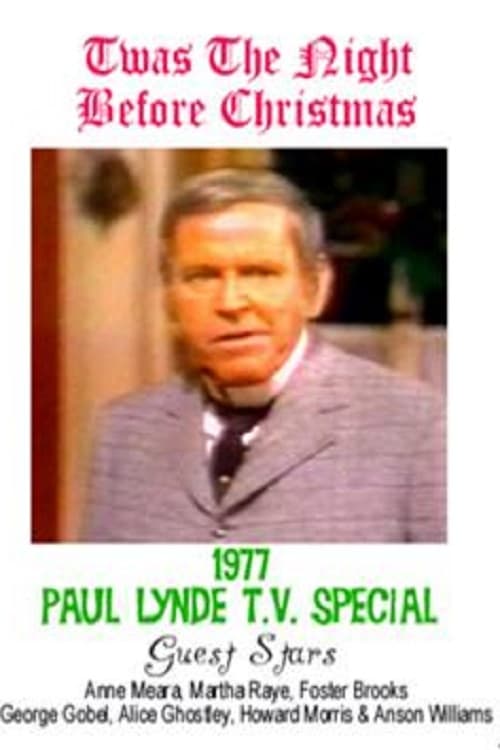 Twas The Night
Before Christmas
1977
PAUL LYNDE T.V. SPECIAL
Guest Stars
Anne Meara, Martha Raye, Foster Brooks
George Gobel, Alice Ghostley, Howard Morris & Anson Williams